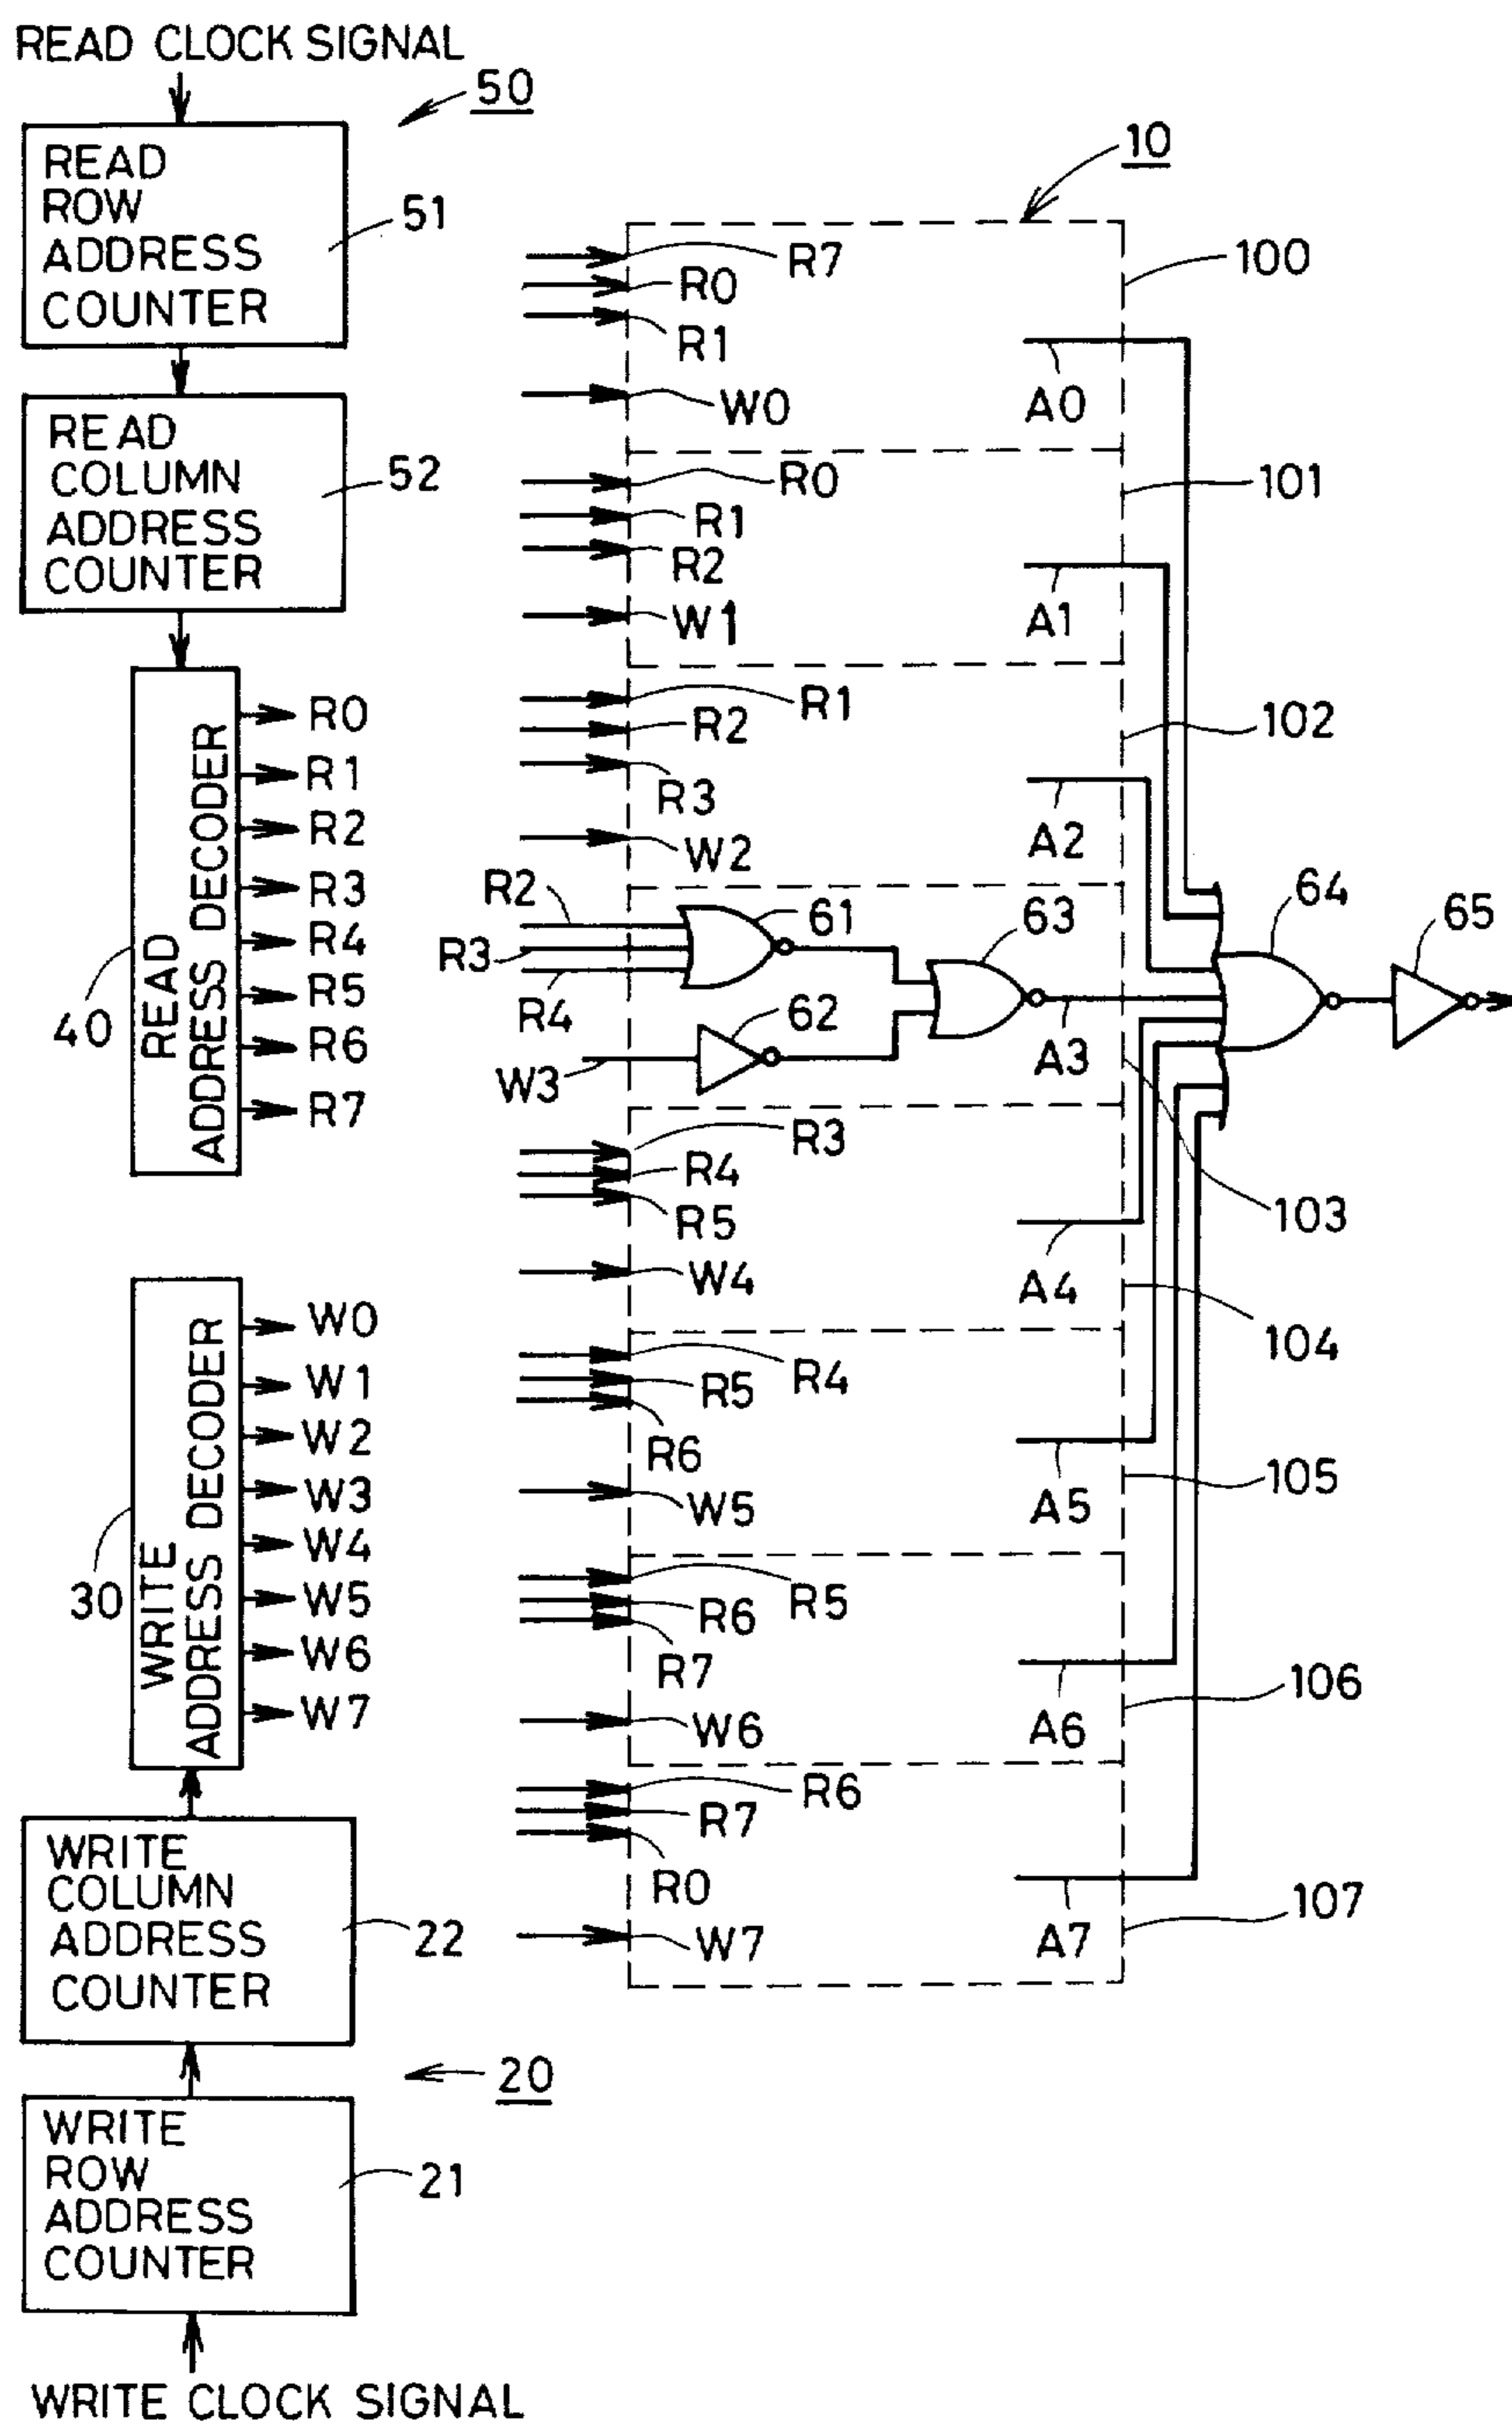 READ CLOCK SIGNAL
50
READ
ROW
ADDRESS
COUNTER
51
READ
COLUMN
ADDRESS
COUNTER
52
READ
ADDRESS DECODER
40
R0
R1
R2
R3
R4
R5
R6
R7
WRITE
ADDRESS DECODER
30
W0
W1
W2
W3
W4
W5
W6
W7
WRITE
COLUMN
ADDRESS
COUNTER
22
20
WRITE
ROW
ADDRESS
COUNTER
21
WRITE CLOCK SIGNAL
10
R7
R0
R1
W0
A0
100
R0
R1
R2
W1
A1
101
R1
R2
R3
W2
A2
102
R2
R3
R4
W3
61
62
63
A3
103
64
65
R3
R4
R5
W4
A4
104
R4
R5
R6
W5
A5
105
R5
R6
R7
W6
A6
106
R6
R7
R0
W7
A7
107